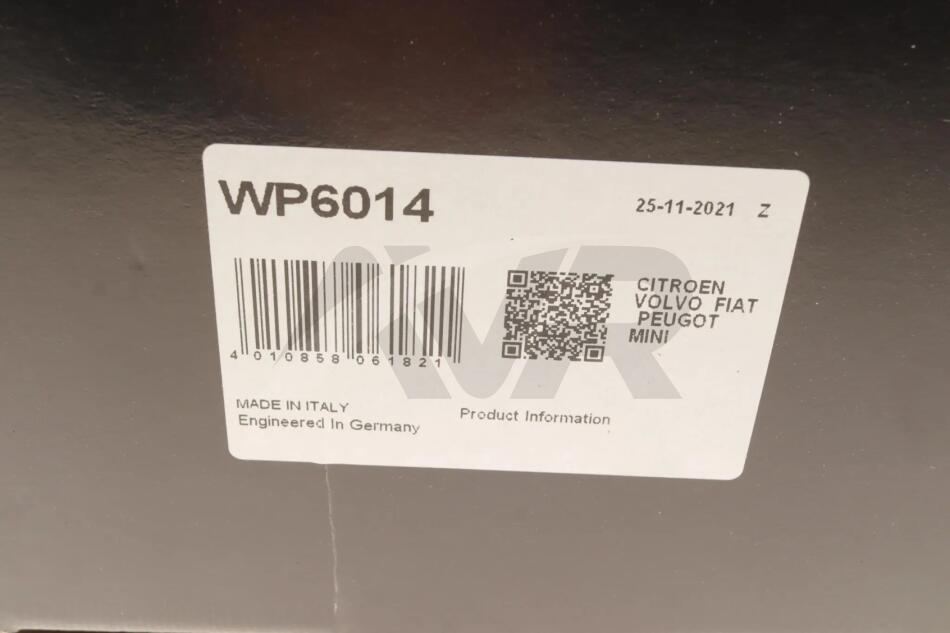 WP6014
25-11-2021 Z
CITROEN
VOLVO FIAT
PEUGOT
MINI
4 010858 061821
MADE IN ITALY
Engineered In Germany
Product Information